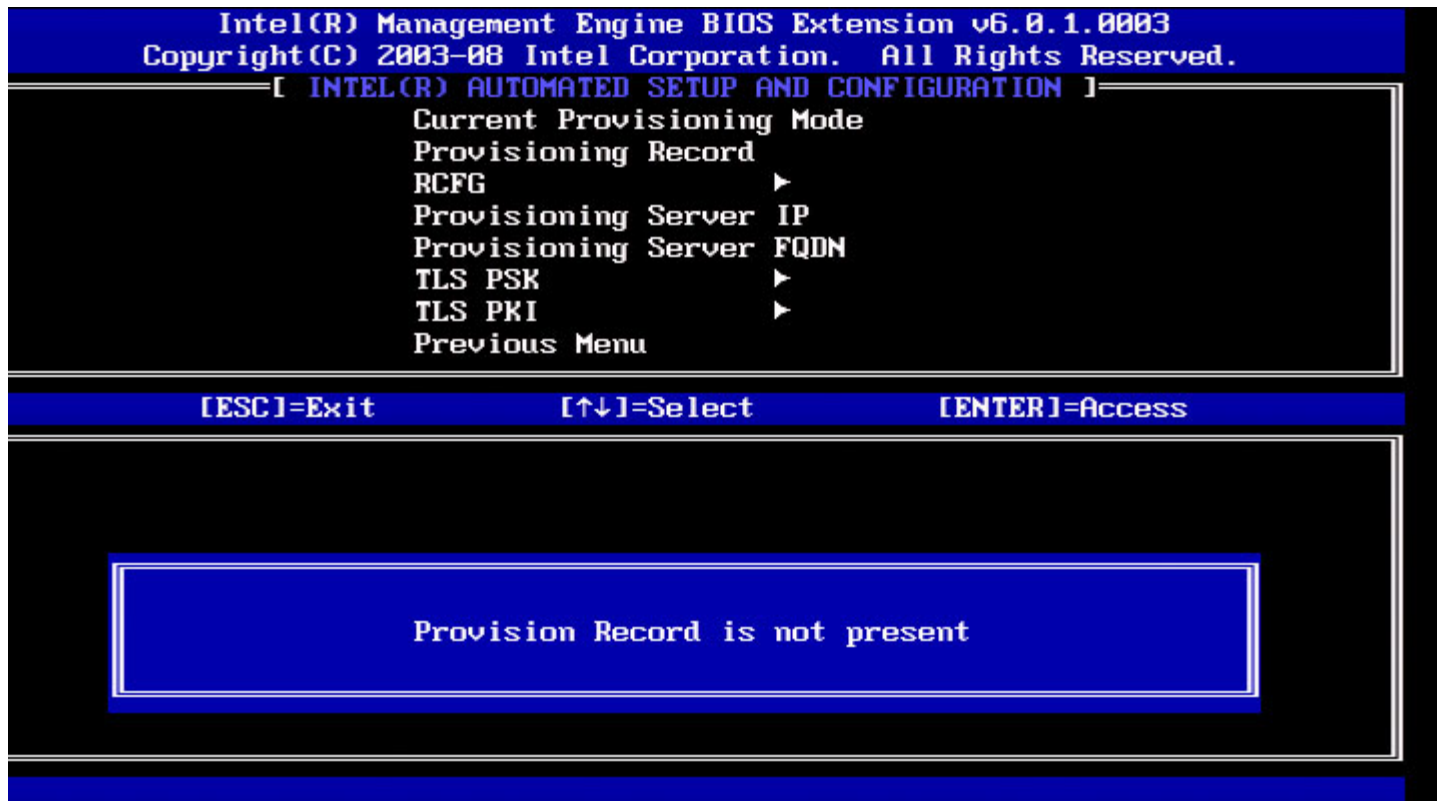 Intel(R) Management Engine BIOS Extension v6.0.1.0003
Copyright(C) 2003-08 Intel Corporation. All Rights Reserved.
[ INTEL(R) AUTOMATED SETUP AND CONFIGURATION ]
Current Provisioning Mode
Provisioning Record
RCFG ►
Provisioning Server IP
Provisioning Server FQDN
TLS PSK ►
TLS PKI ►
Previous Menu
[ESC]=Exit [↑↓]=Select [ENTER]=Access
Provision Record is not present